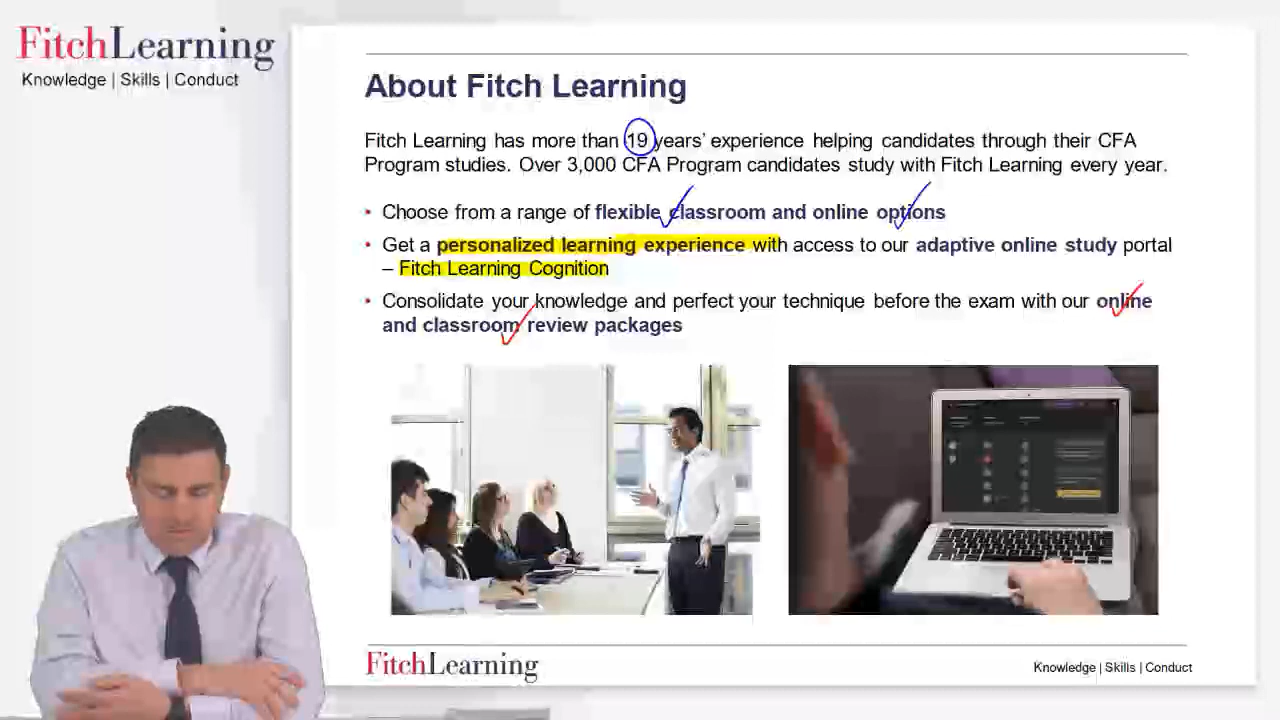 FitchLearning
Knowledge | Skills | Conduct
About Fitch Learning
Fitch Learning has more than 19 years’ experience helping candidates through their CFA
Program studies. Over 3,000 CFA Program candidates study with Fitch Learning every year.
• Choose from a range of flexible classroom and online options
• Get a personalized learning experience with access to our adaptive online study portal
– Fitch Learning Cognition
• Consolidate your knowledge and perfect your technique before the exam with our online
and classroom review packages
FitchLearning
Knowledge | Skills | Conduct